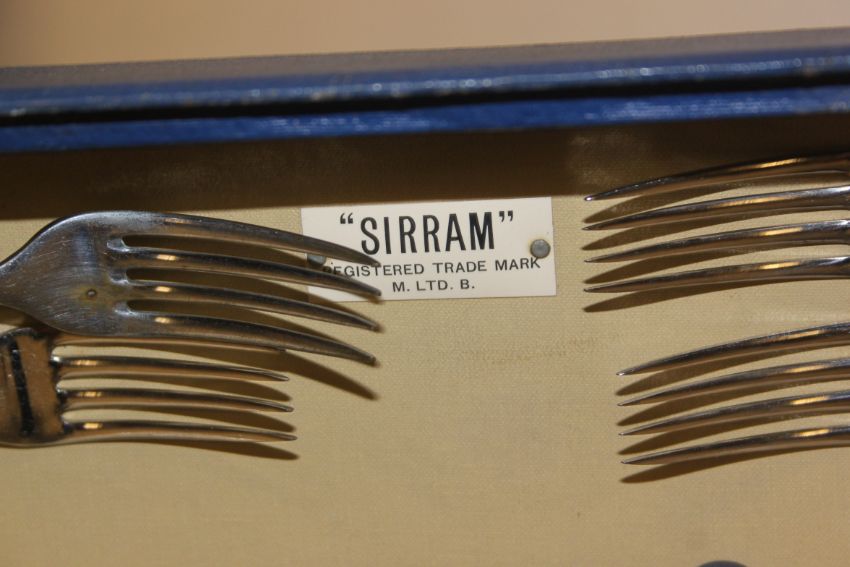 “SIRRAM”
REGISTERED TRADE MARK
M. LTD. B.